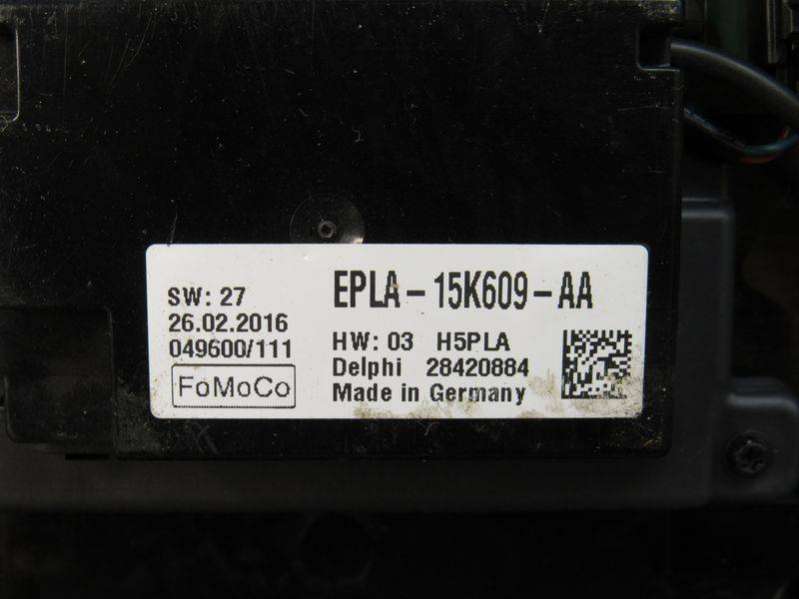 SW: 27
26.02.2016
049600/111
FoMoCo
EPLA-15K609-AA
HW: 03 H5PLA
Delphi 28420884
Made in Germany